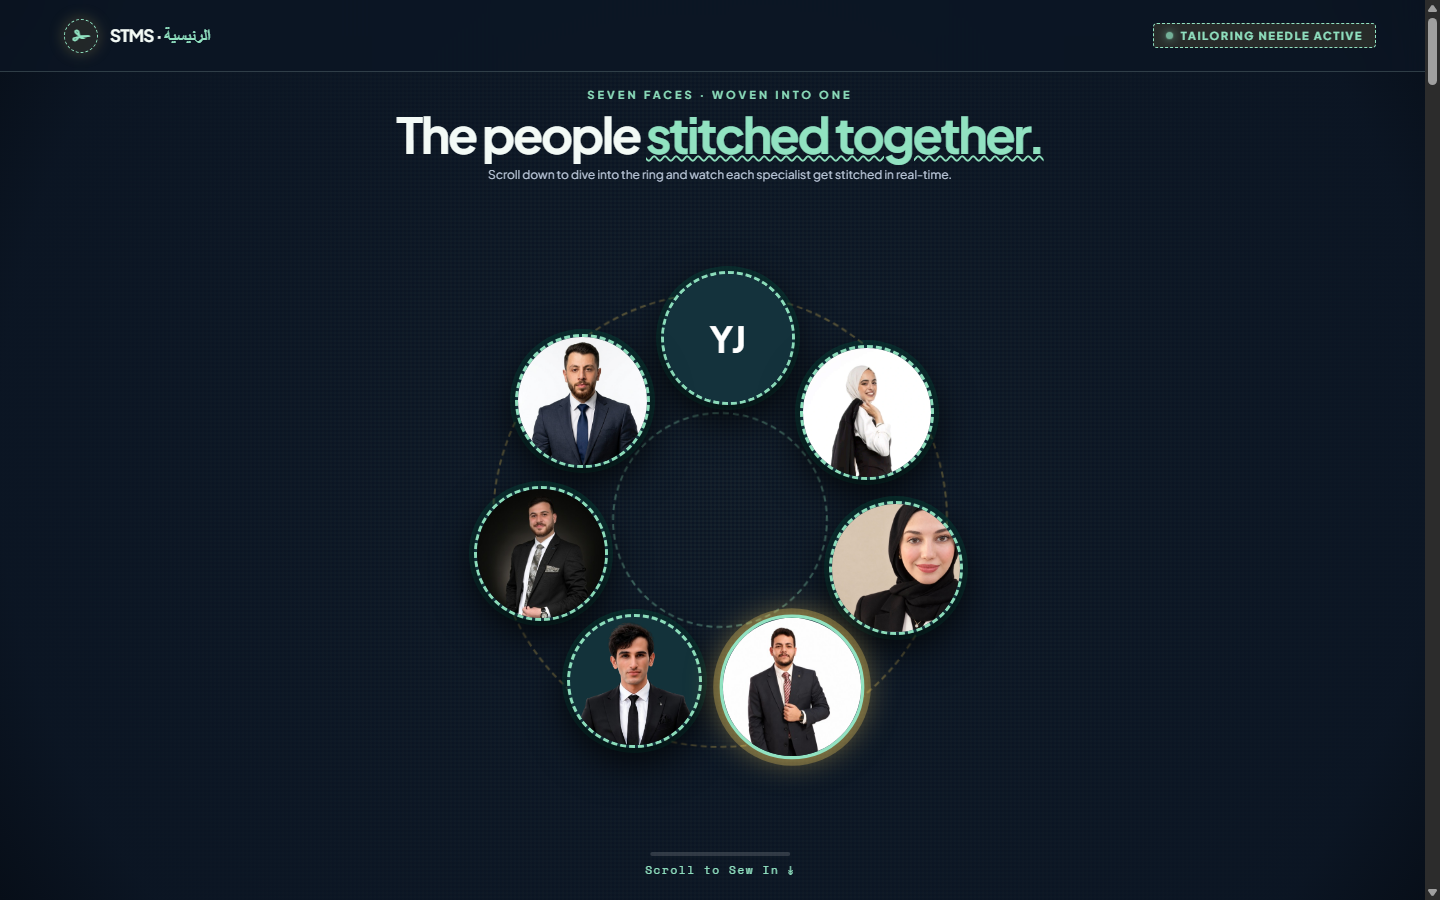 STMS · الرئيسية
TAILORING NEEDLE ACTIVE
SEVEN FACES · WOVEN INTO ONE
The people stitched together.
Scroll down to dive into the ring and watch each specialist get stitched in real-time.
YJ
Scroll to Sew In